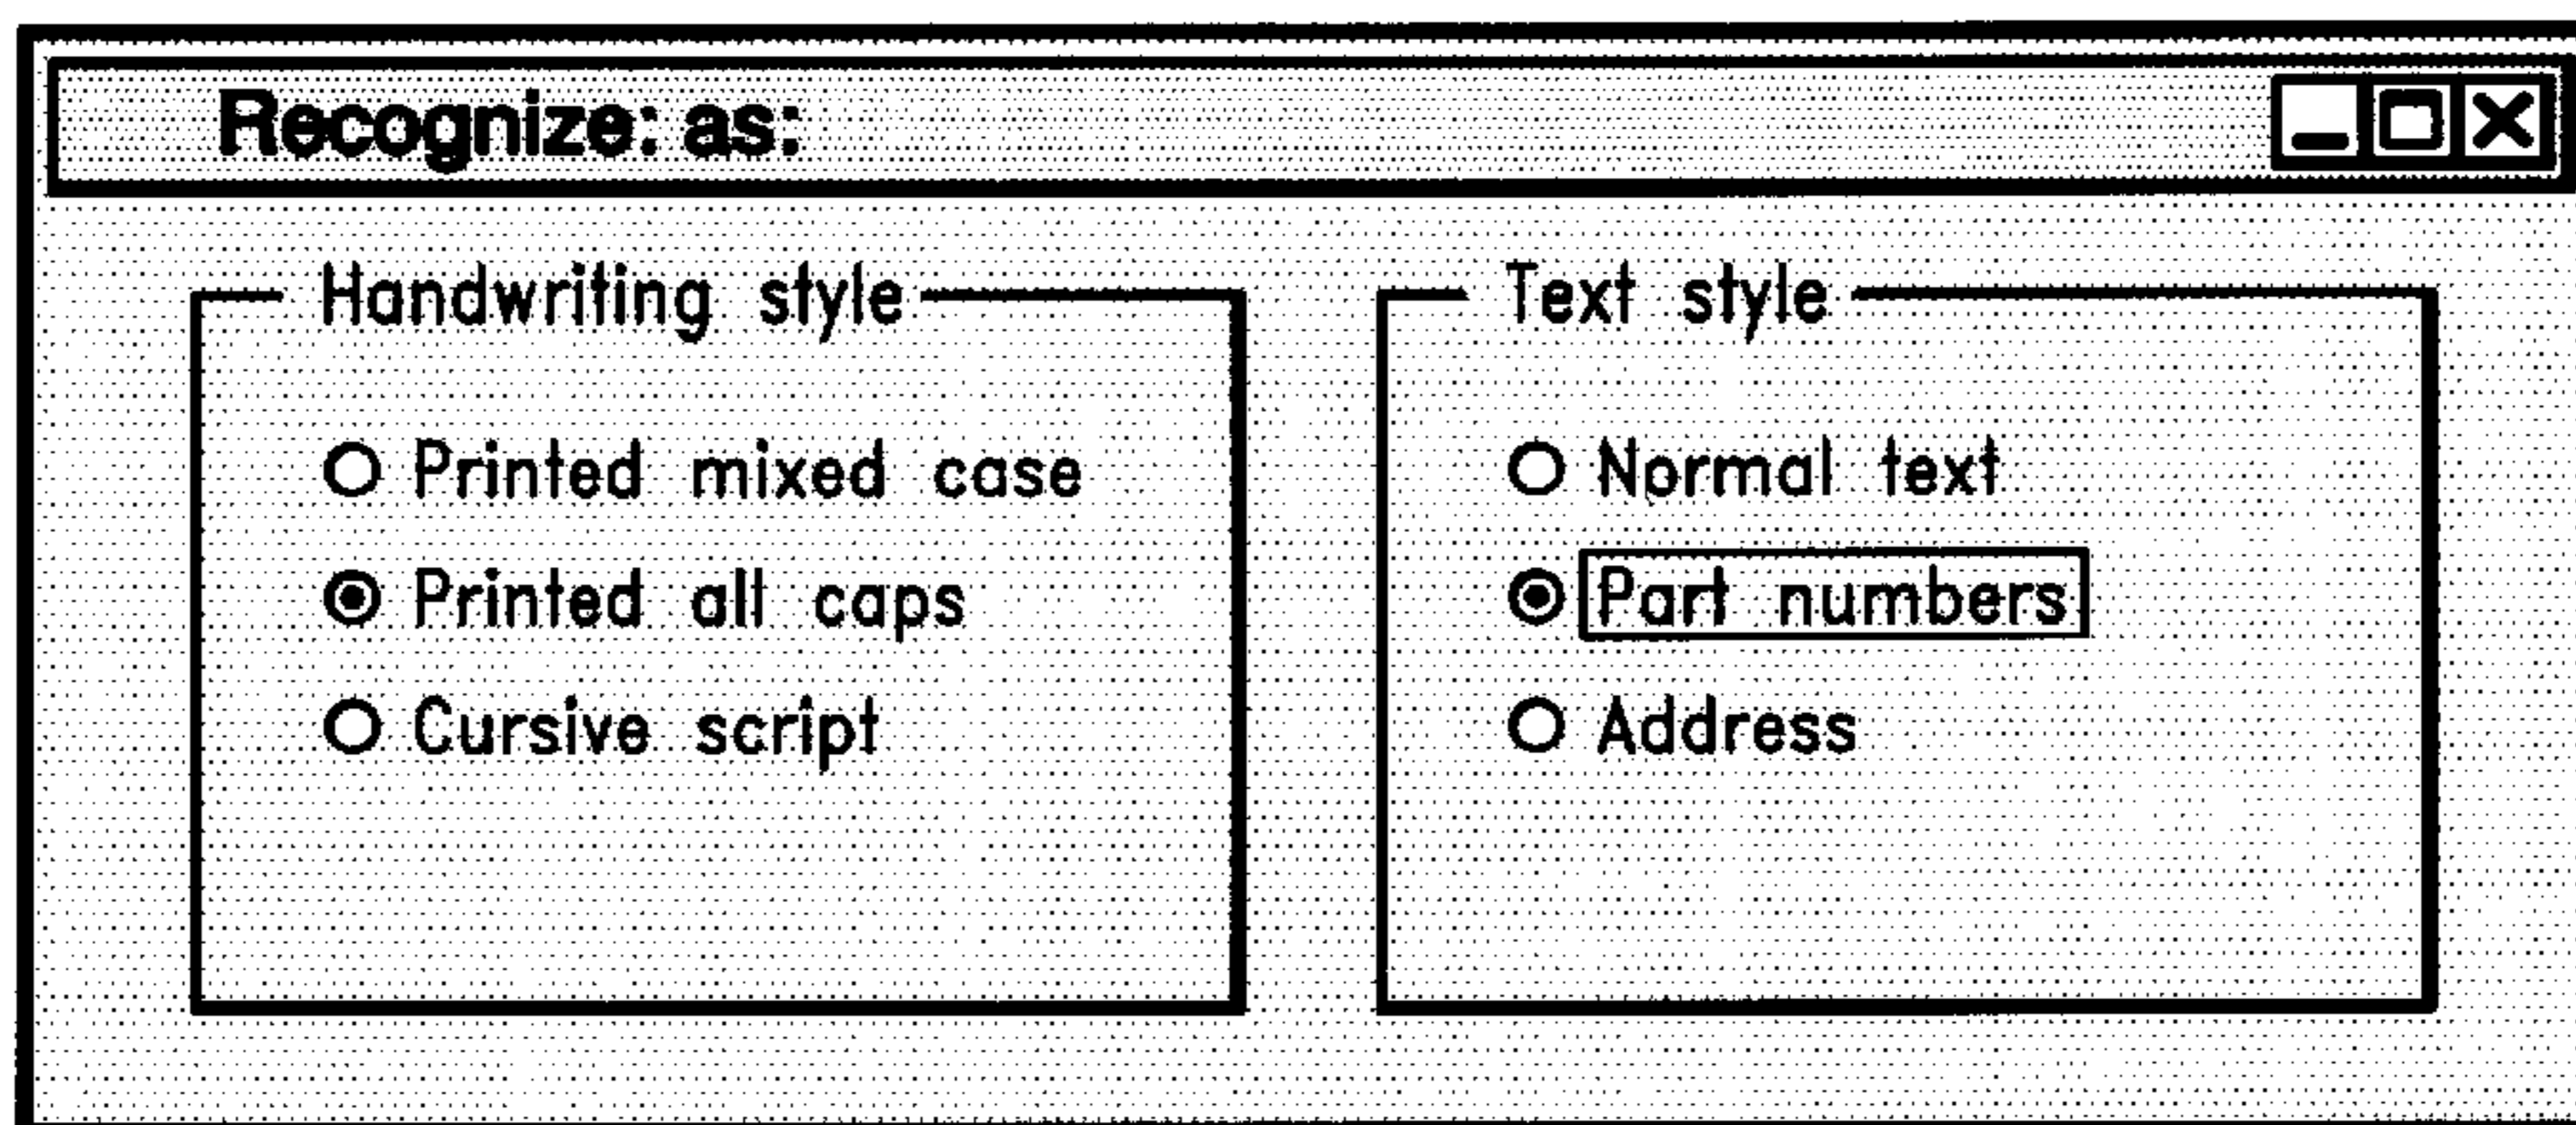 Recognize: as:
Handwriting style
Printed mixed case
Printed all caps
Cursive script
Text style
Normal text
Part numbers
Address